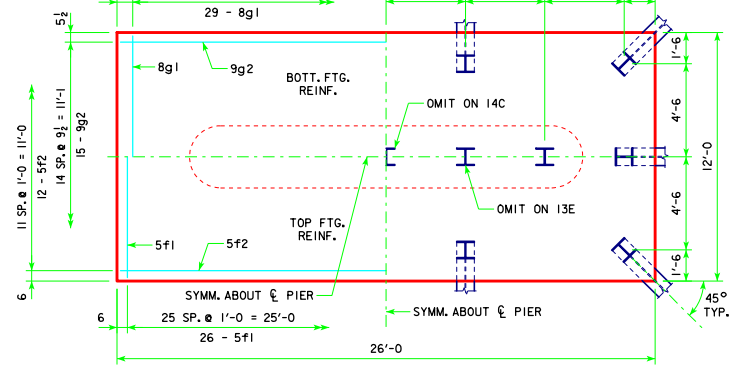 29 - 8g1
5½
8g1
9g2
BOTT. FTG.
REINF.
OMIT ON 14C
1'-6
4'-6
12'-0
4'-6
1'-6
11 SP. @ 1'-0 = 11'-0
12 - 5f2
14 SP. @ 9½ = 11'-1
15 - 9g2
OMIT ON 13E
TOP FTG.
REINF.
5f1
5f2
6
SYMM. ABOUT ℄ PIER
SYMM. ABOUT ℄ PIER
45°
TYP.
6
25 SP. @ 1'-0 = 25'-0
26 - 5f1
26'-0